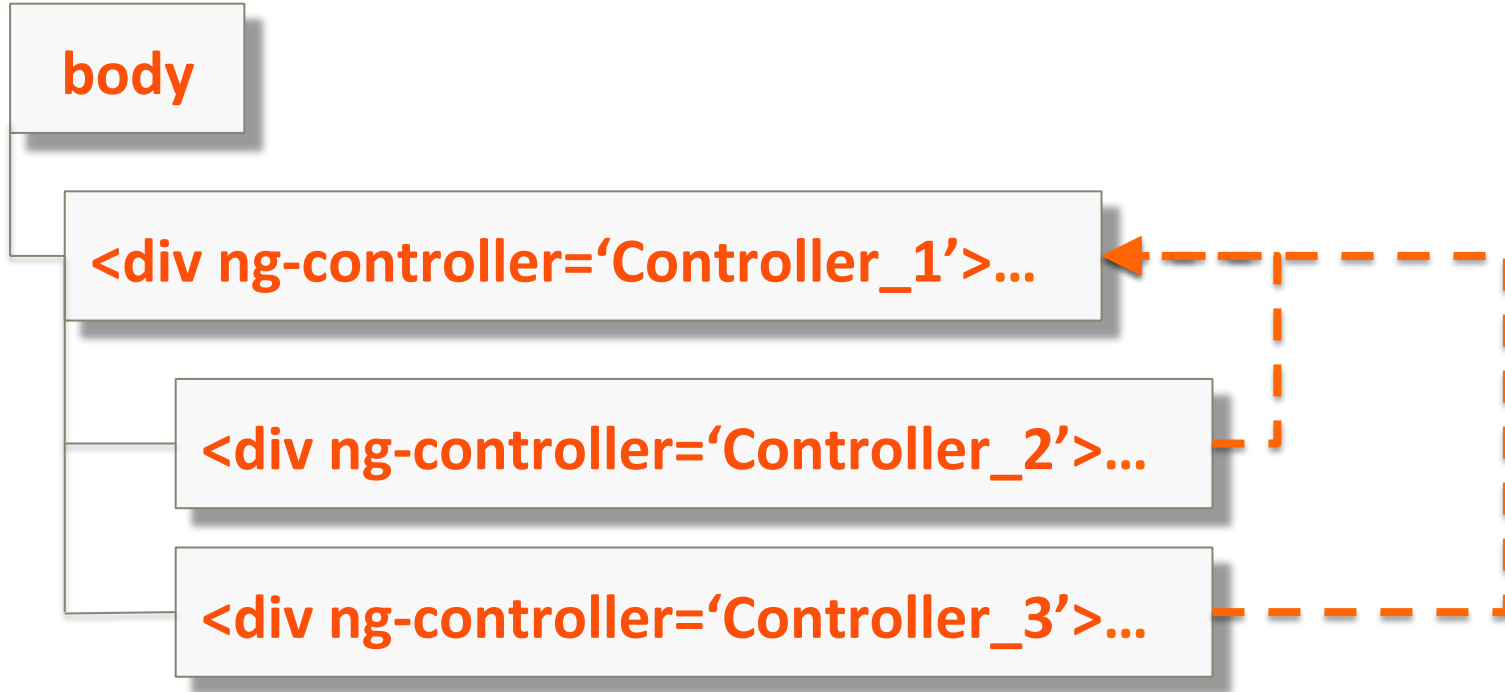 body
<div ng-controller=‘Controller_1’>…
<div ng-controller=‘Controller_2’>…
<div ng-controller=‘Controller_3’>…